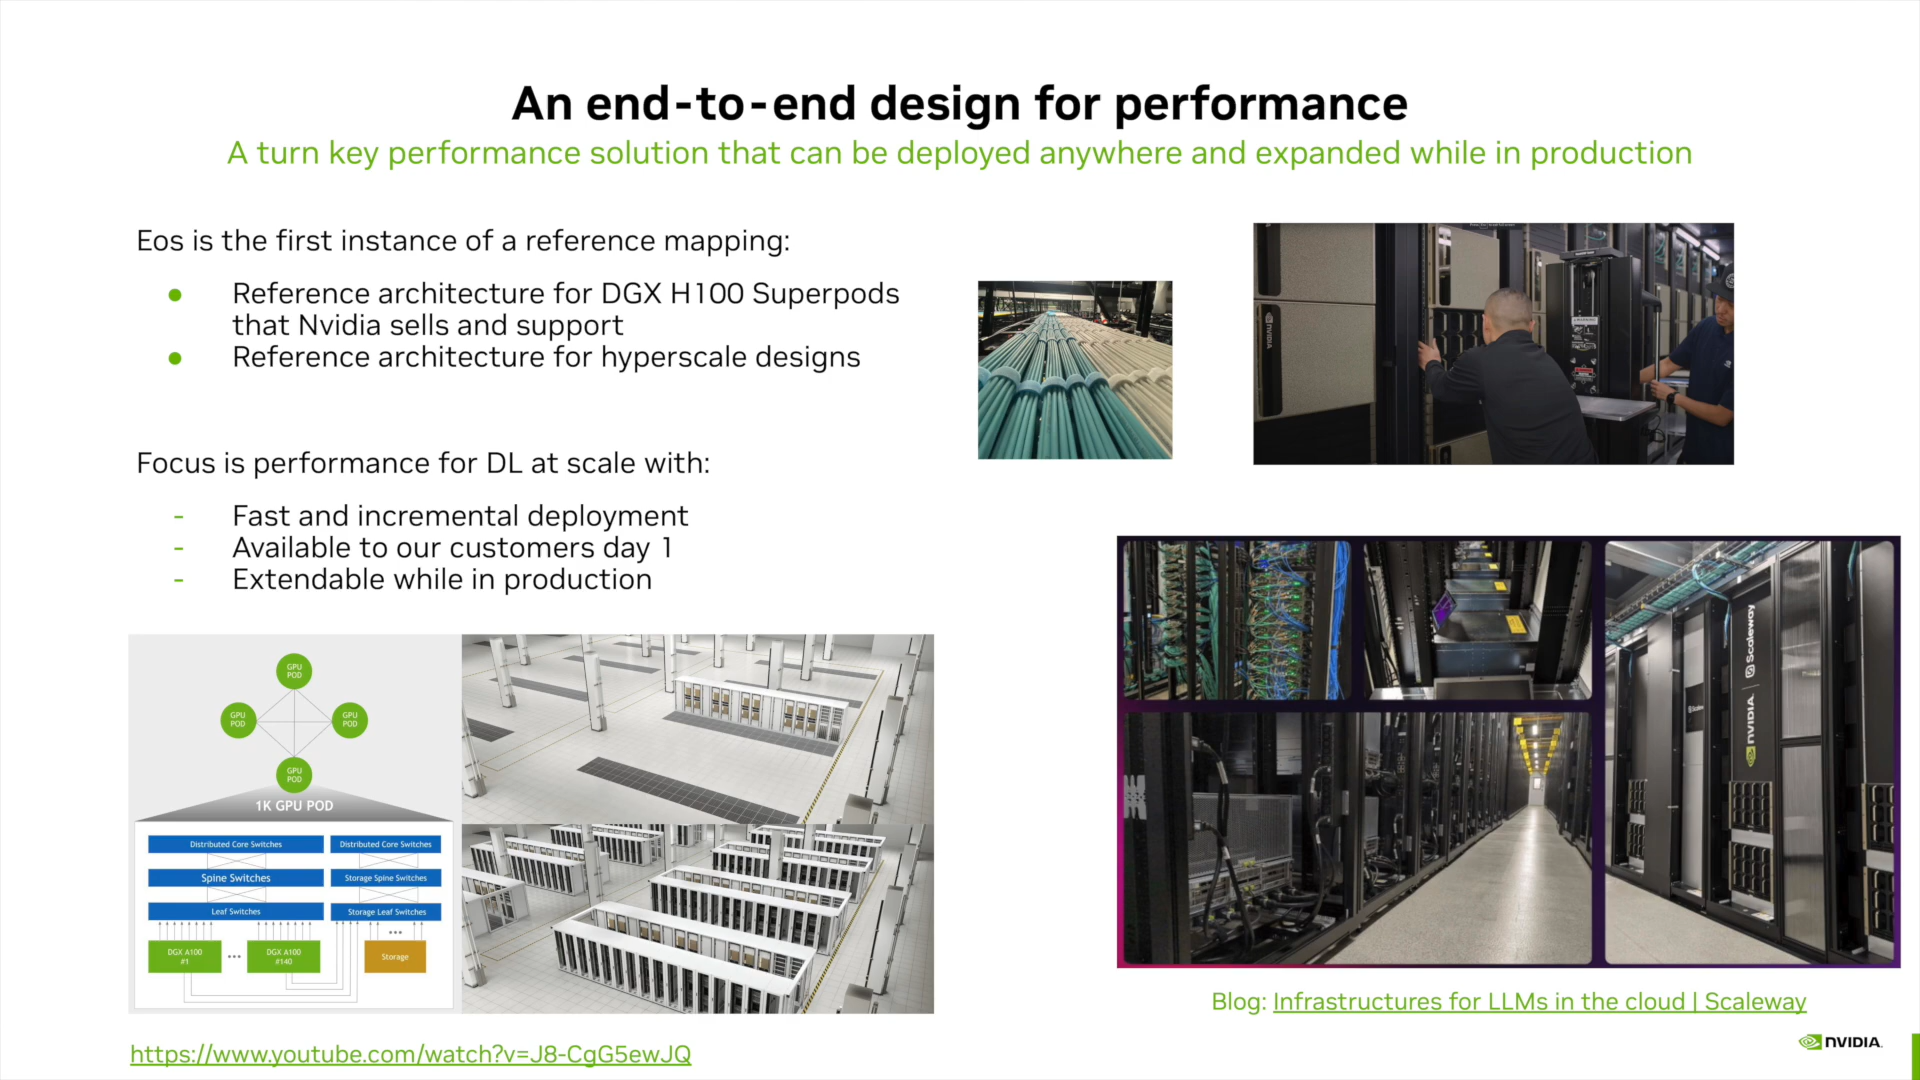 An end-to-end design for performance
A turn key performance solution that can be deployed anywhere and expanded while in production
Eos is the first instance of a reference mapping:
● Reference architecture for DGX H100 Superpods
that Nvidia sells and support
● Reference architecture for hyperscale designs
Focus is performance for DL at scale with:
- Fast and incremental deployment
- Available to our customers day 1
- Extendable while in production
GPU
POD
GPU
POD
GPU
POD
GPU
POD
1K GPU POD
Distributed Core Switches
Distributed Core Switches
Spine Switches
Storage Spine Switches
Leaf Switches
Storage Leaf Switches
DGX A100
#1
...
DGX A100
#140
...
Storage
https://www.youtube.com/watch?v=J8-CgG5ewJQ
NVIDIA
NVIDIA | Scaleway
Blog: Infrastructures for LLMs in the cloud | Scaleway
NVIDIA.